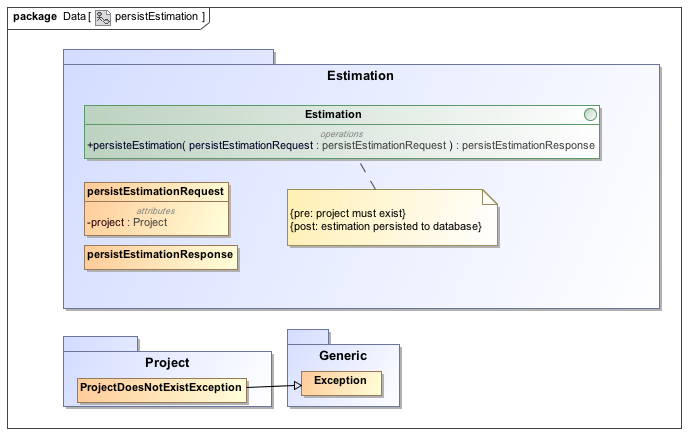 package Data[ persistEstimation ]
Estimation
Estimation
operations
+persisteEstimation( persistEstimationRequest : persistEstimationRequest ) : persistEstimationResponse
persistEstimationRequest
attributes
-project : Project
{pre: project must exist}
{post: estimation persisted to database}
persistEstimationResponse
Project
ProjectDoesNotExistException
Generic
Exception